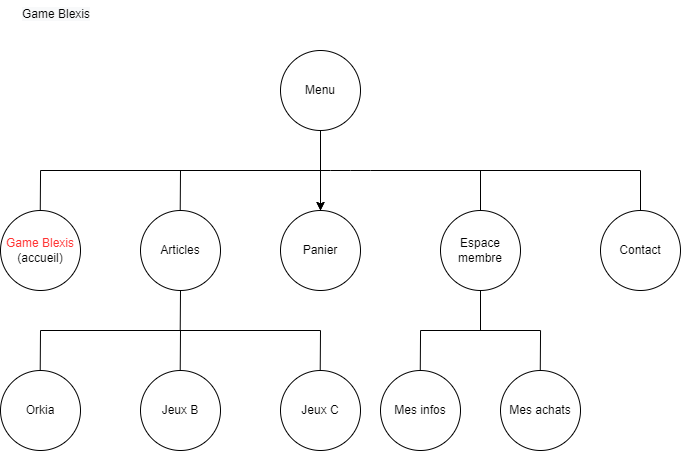 Game Blexis
Menu
Game Blexis
(accueil)
Articles
Panier
Espace
membre
Contact
Orkia
Jeux B
Jeux C
Mes infos
Mes achats